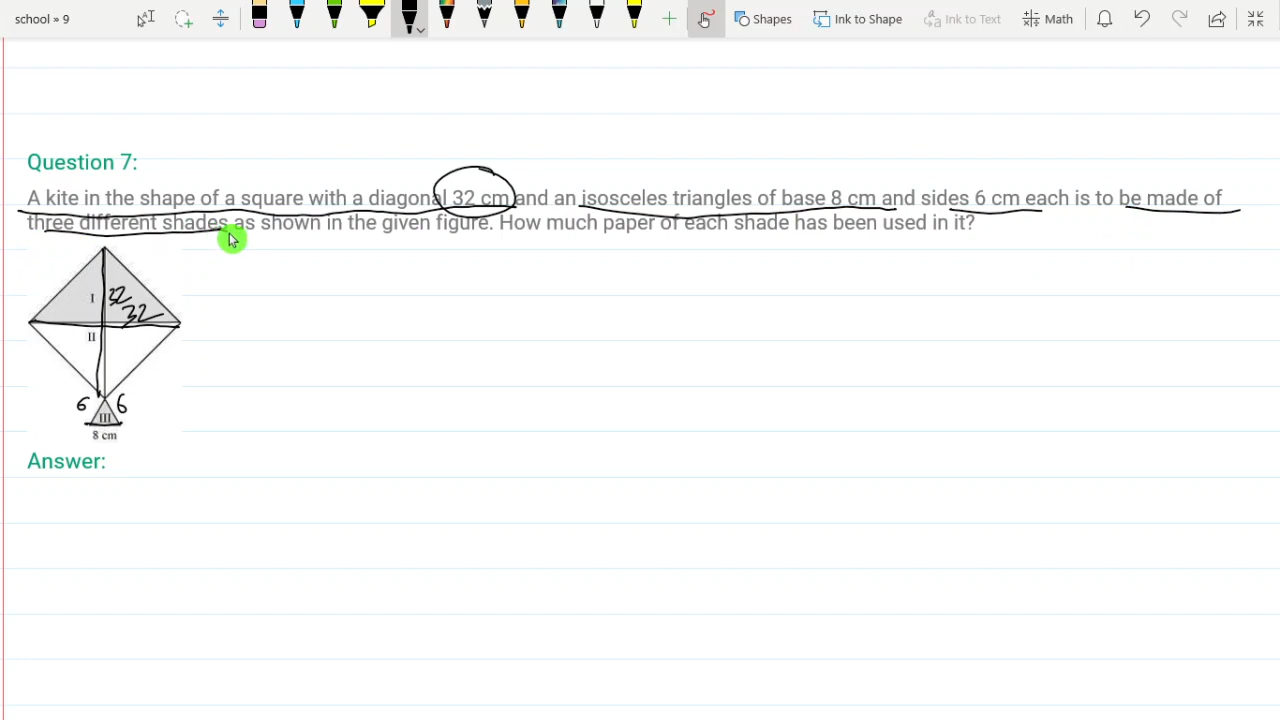 school » 9
Shapes
Ink to Shape
Ink to Text
Math
Question 7:
A kite in the shape of a square with a diagonal 32 cm and an isosceles triangles of base 8 cm and sides 6 cm each is to be made of
three different shades as shown in the given figure. How much paper of each shade has been used in it?
I 32
32
II
6 6
III
8 cm
Answer: